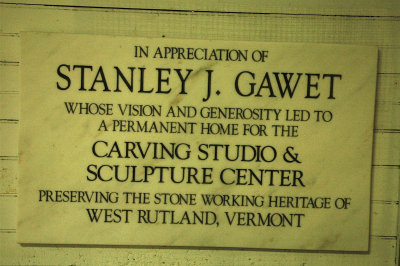 IN APPRECIATION OF
STANLEY J. GAWET
WHOSE VISION AND GENEROSITY LED TO
A PERMANENT HOME FOR THE
CARVING STUDIO &
SCULPTURE CENTER
PRESERVING THE STONE WORKING HERITAGE OF
WEST RUTLAND, VERMONT